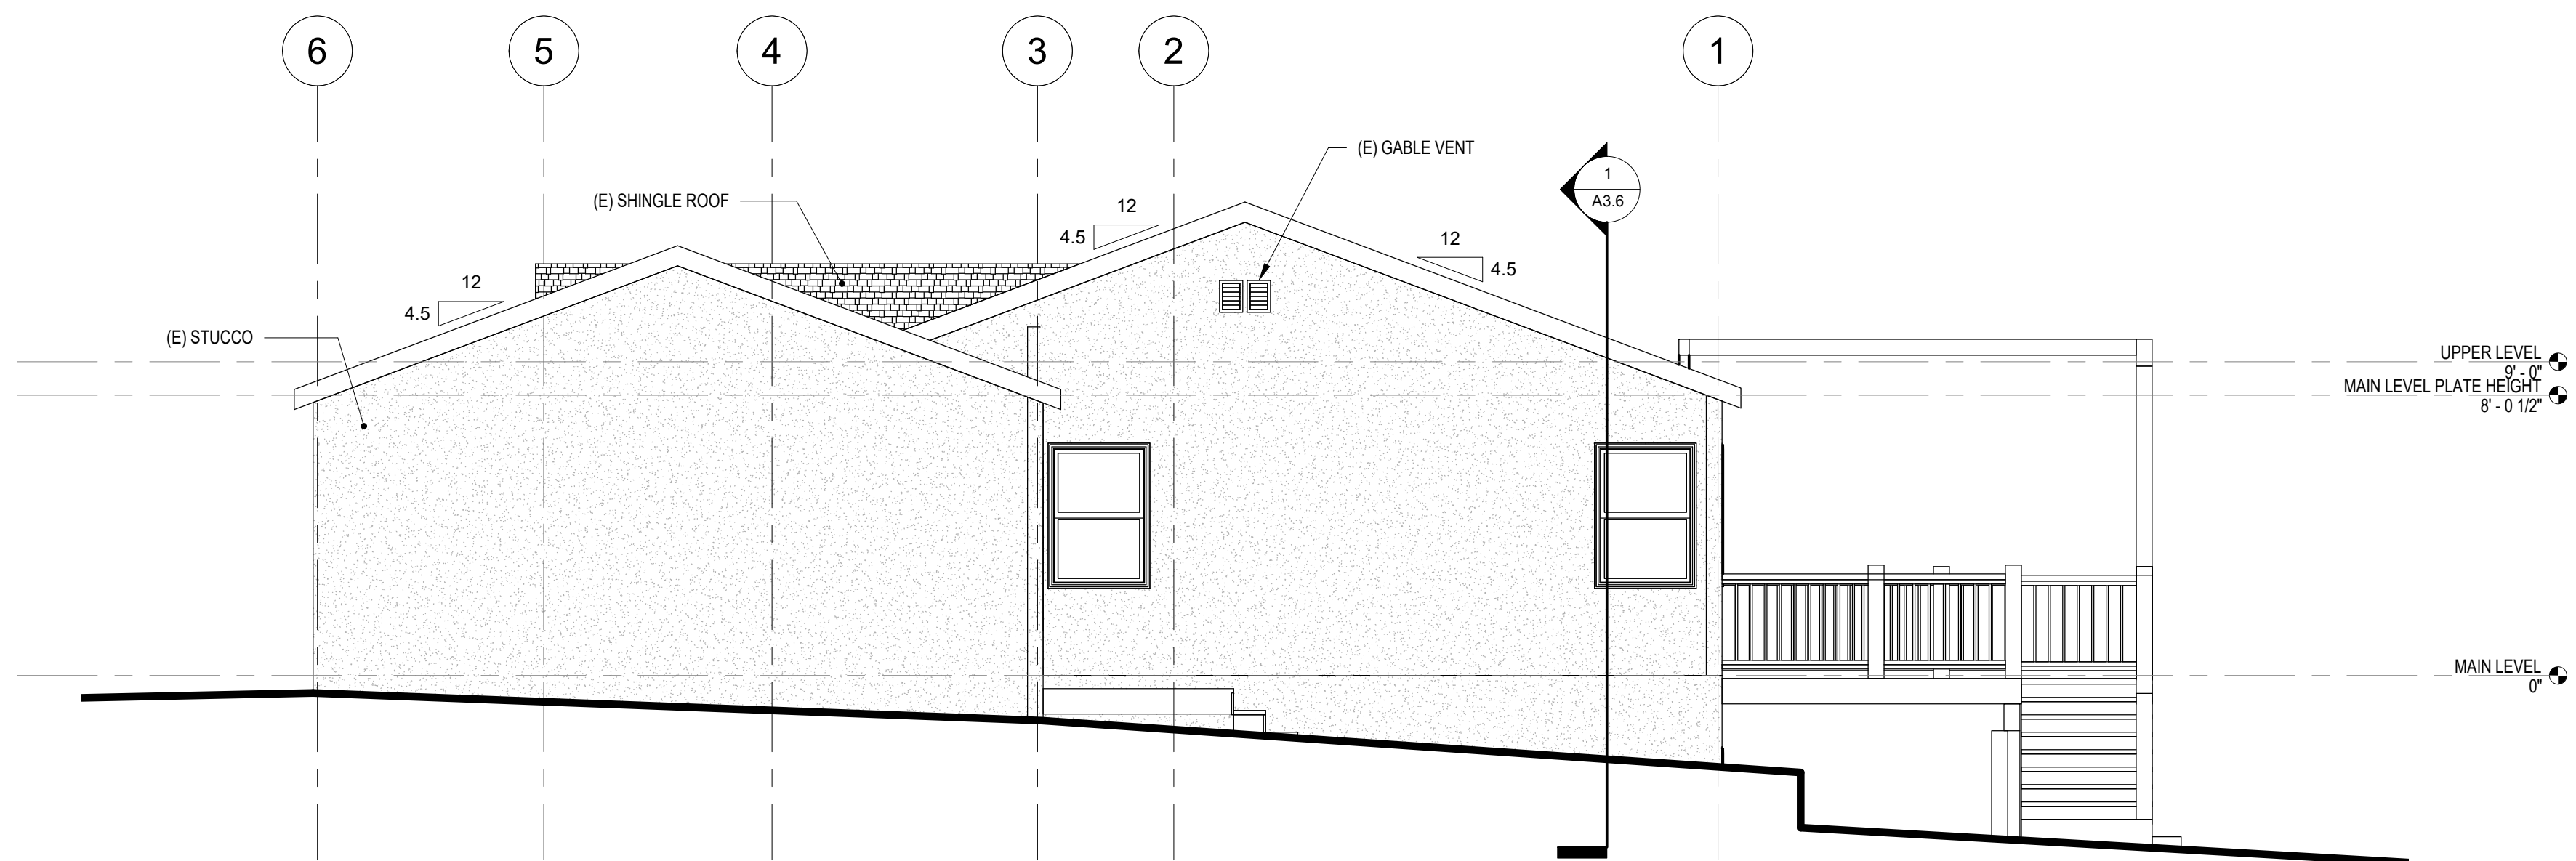 6 5 4 3 2 1
(E) GABLE VENT
1
A3.6
(E) SHINGLE ROOF
12
4.5
12
4.5
12
4.5
(E) STUCCO
UPPER LEVEL
9' - 0"
MAIN LEVEL PLATE HEIGHT
8' - 0 1/2"
MAIN LEVEL
0"